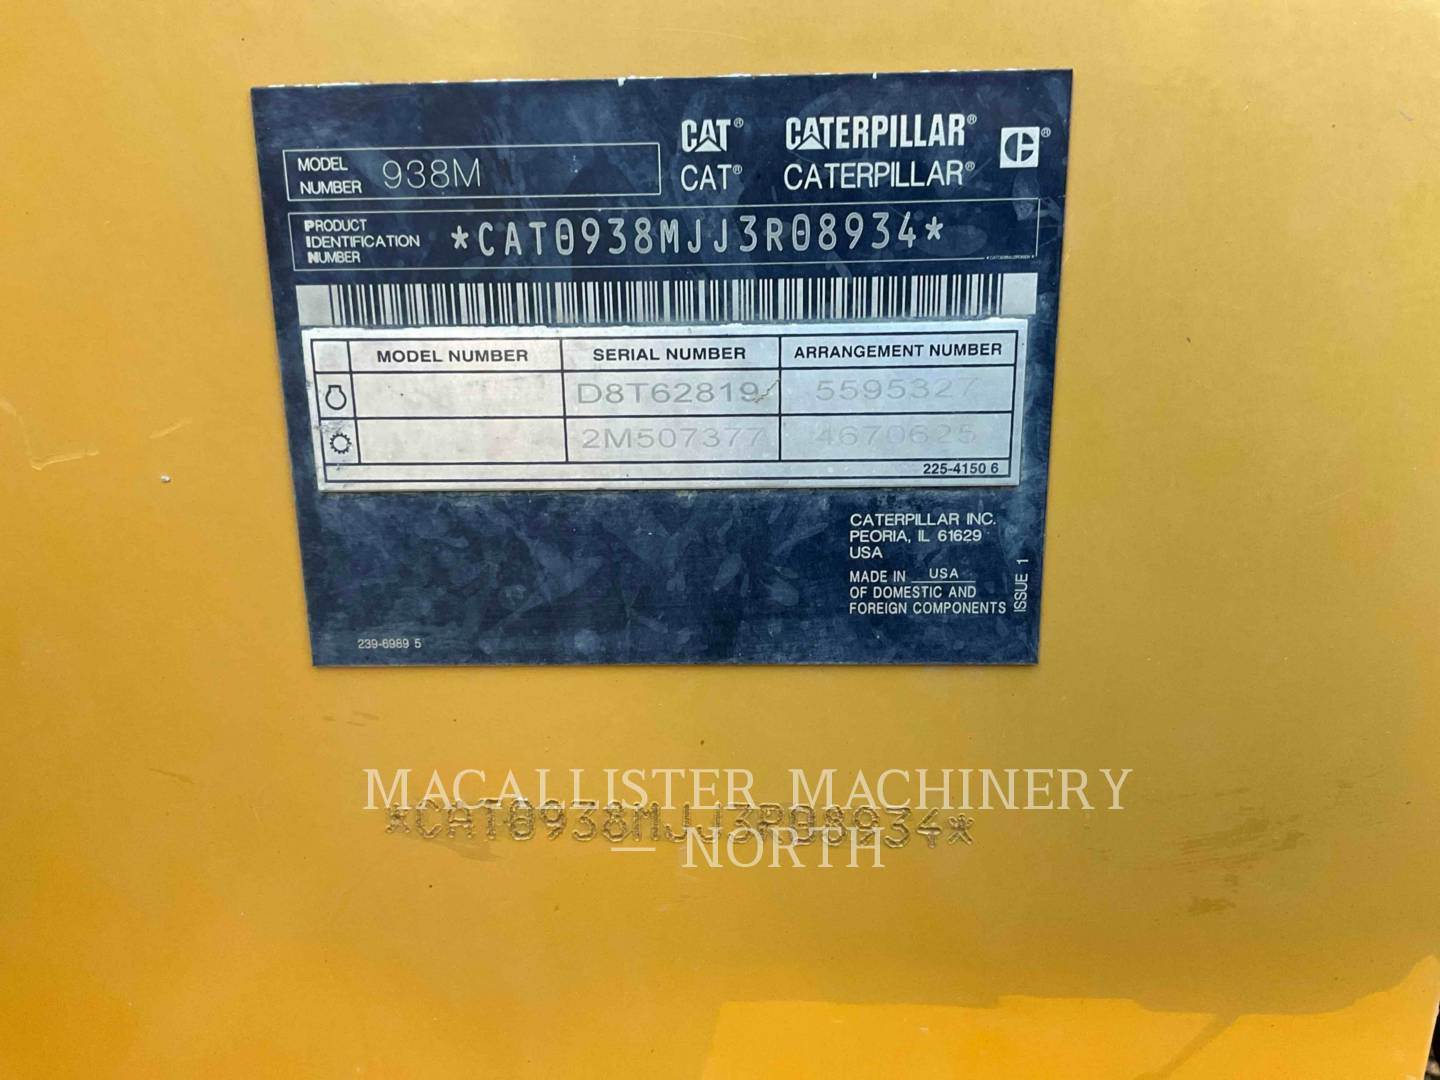 CAT® CATERPILLAR®
CAT® CATERPILLAR® ®
MODEL NUMBER 938M
PRODUCT IDENTIFICATION NUMBER *CAT0938MJJ3R08934*
MODEL NUMBER SERIAL NUMBER ARRANGEMENT NUMBER
D8T62819 5595327
2M507377 4670625
225-4150 6
CATERPILLAR INC.
PEORIA, IL 61629
USA
MADE IN USA
OF DOMESTIC AND
FOREIGN COMPONENTS
ISSUE 1
239-6989 5
MACALLISTER MACHINERY
*CAT0938MJJ3R08934*
— NORTH